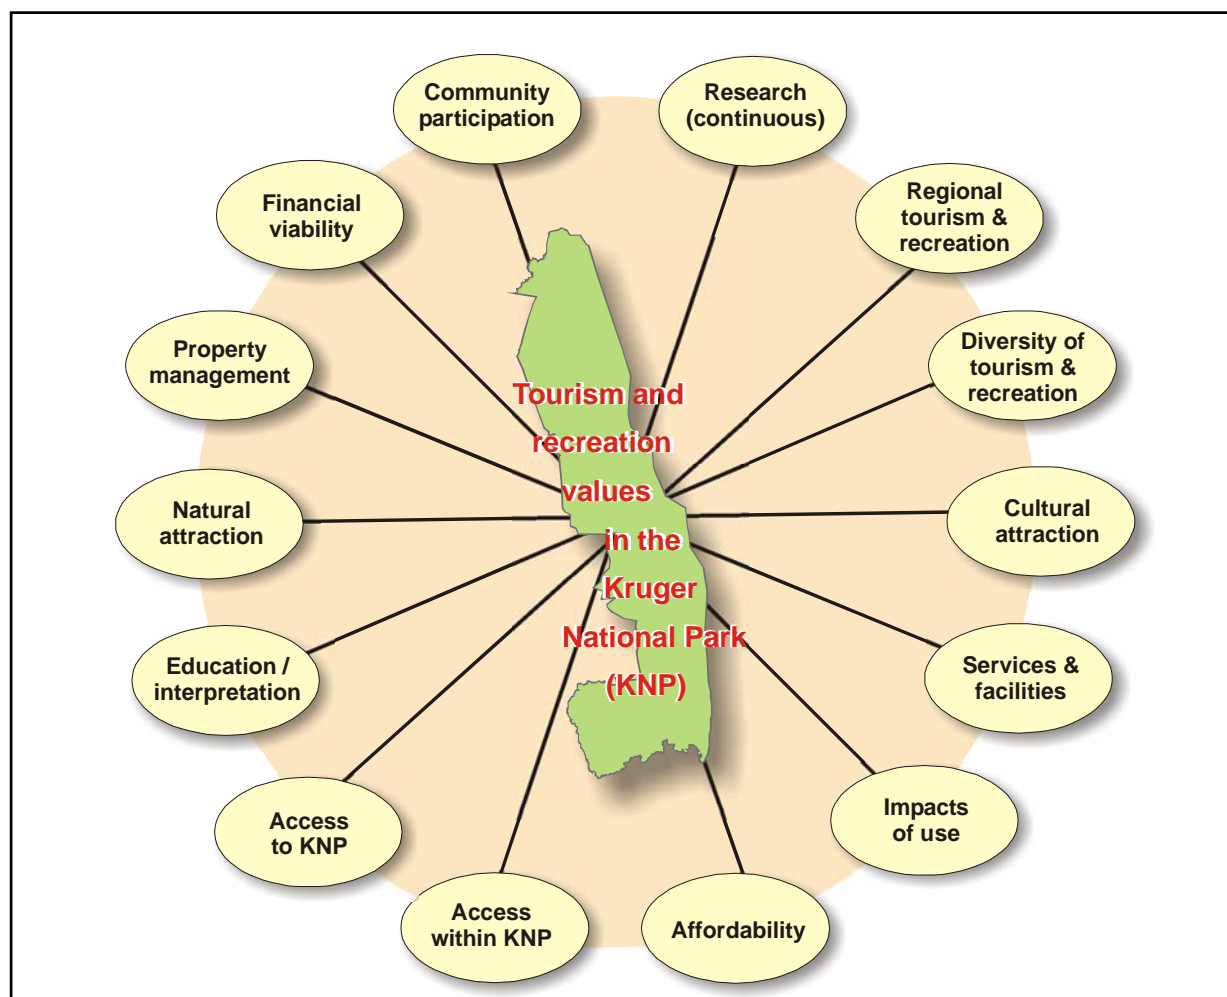 Community
participation
Research
(continuous)
Financial
viability
Regional
tourism &
recreation
Property
management
Diversity of
tourism &
recreation
Tourism and
recreation
values
in the
Kruger
National Park
(KNP)
Natural
attraction
Cultural
attraction
Education /
interpretation
Services &
facilities
Access
to KNP
Impacts
of use
Access
within KNP
Affordability